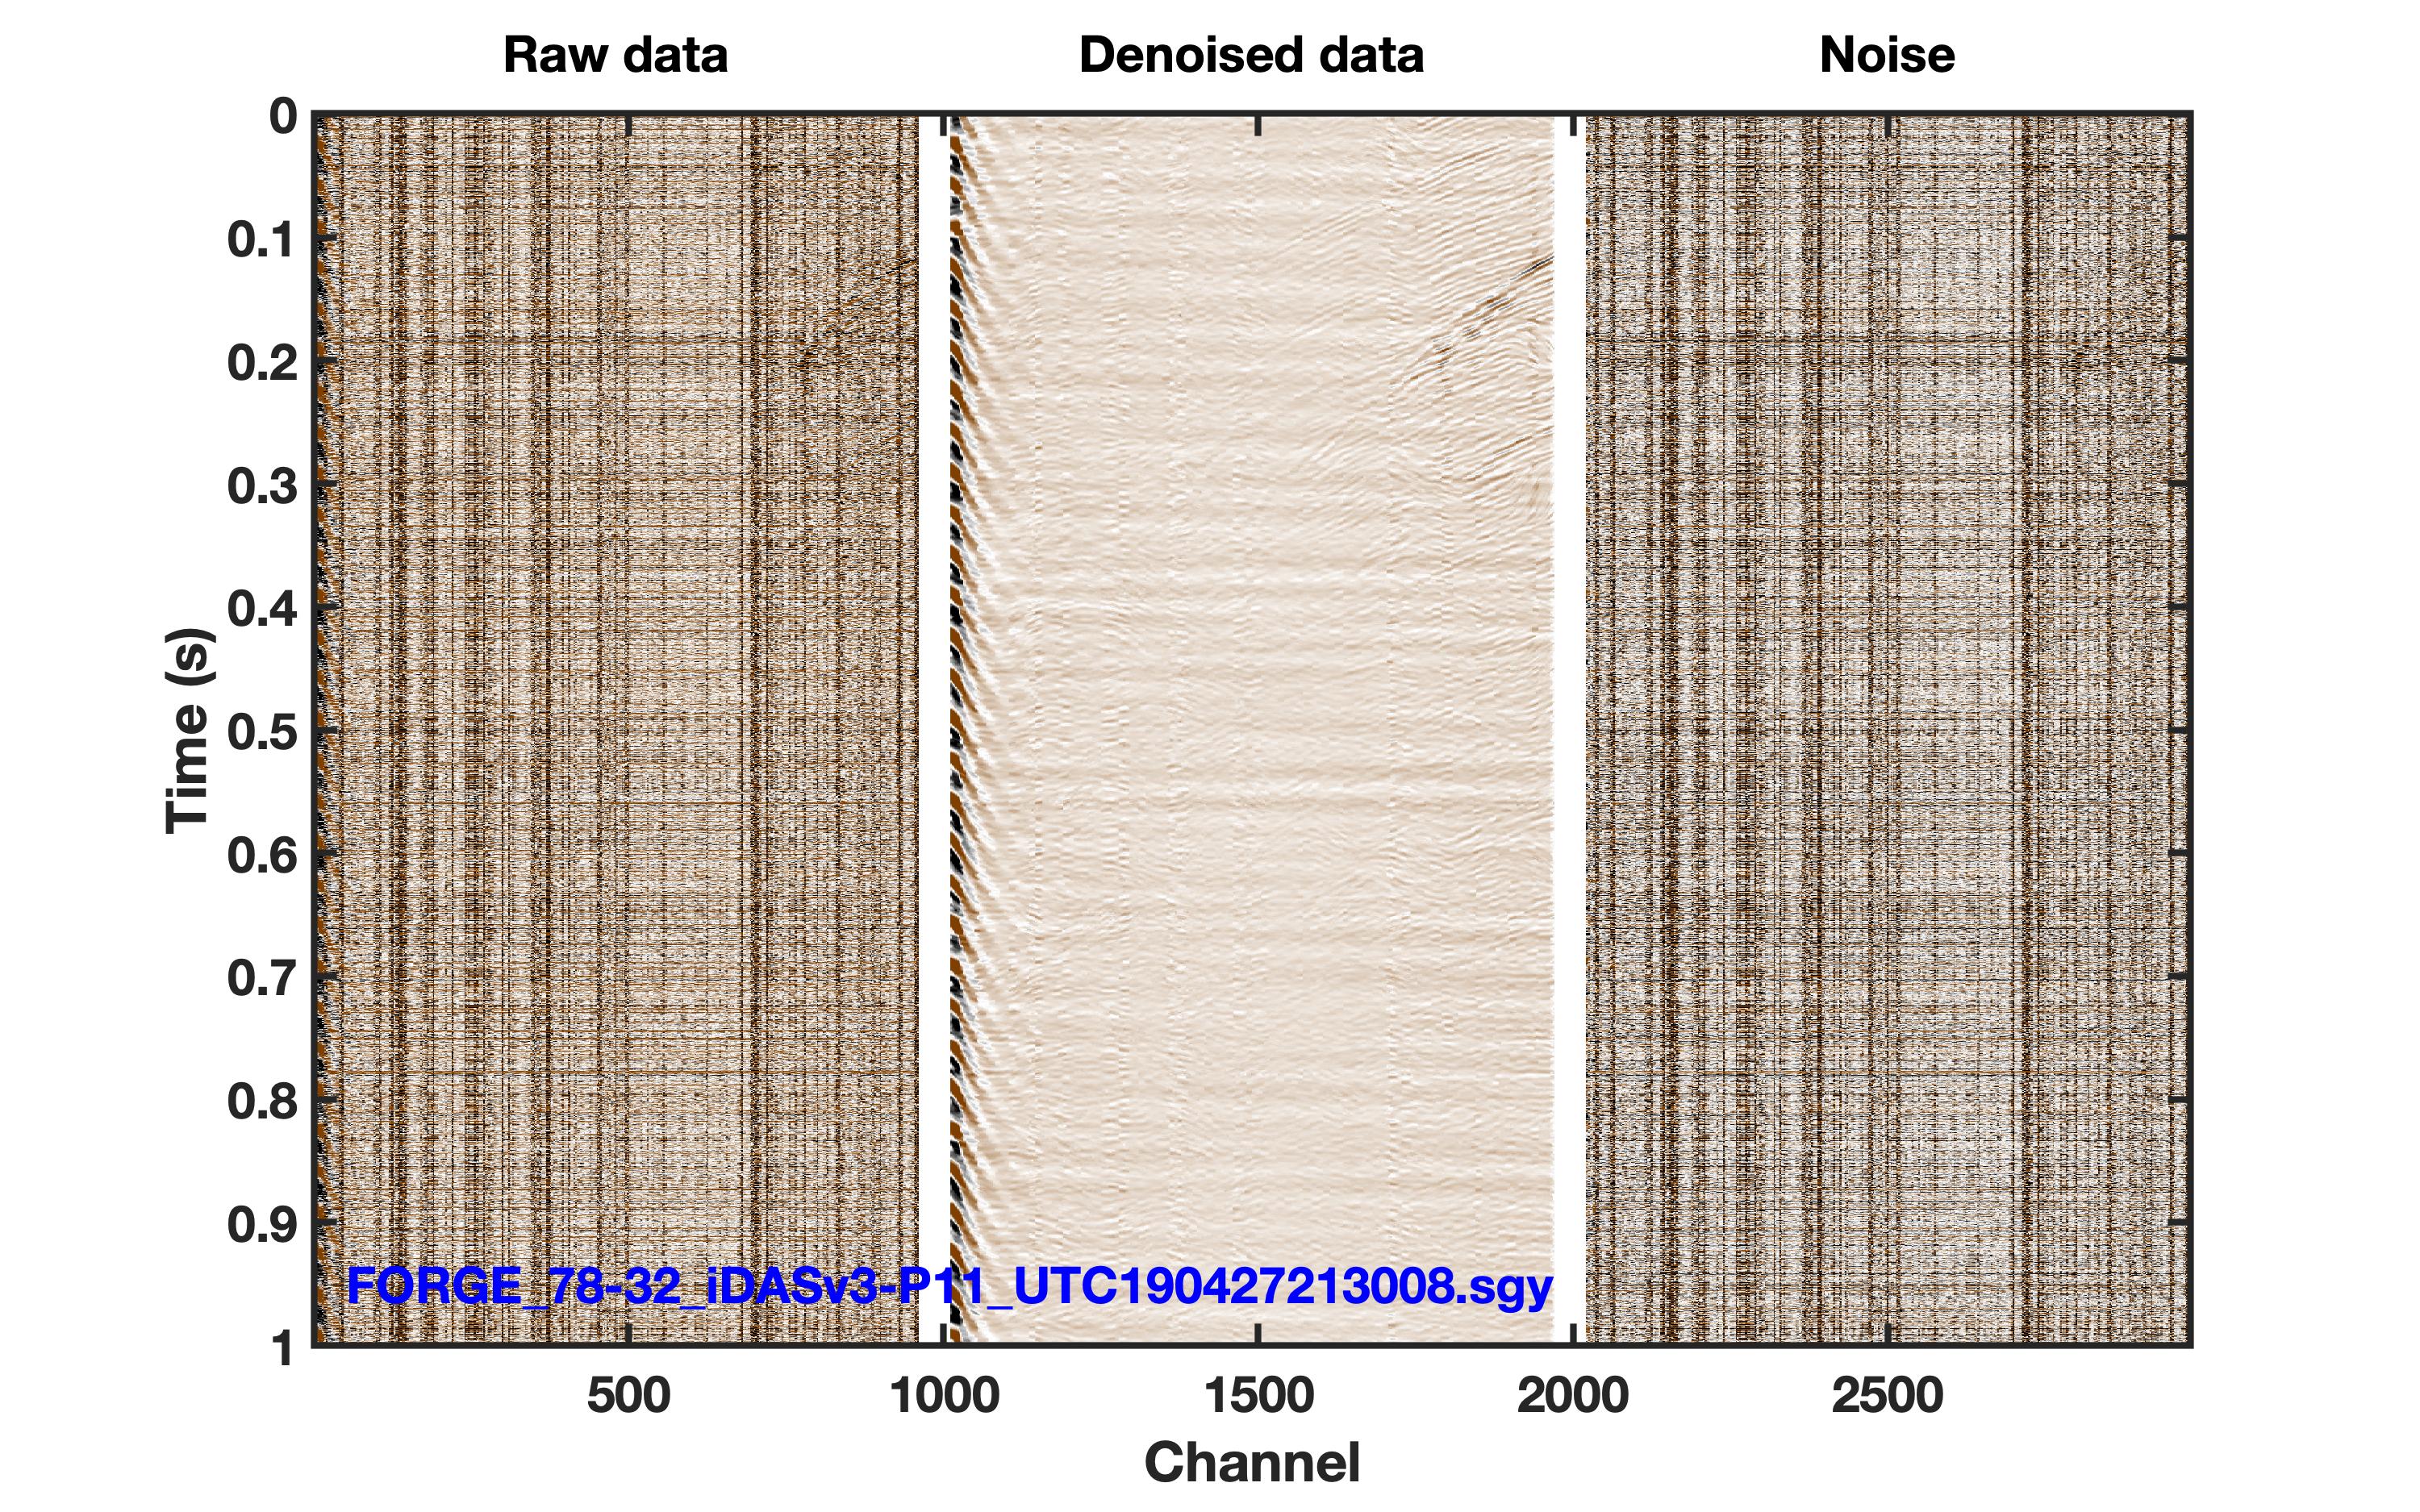 Raw data
Denoised data
Noise
0
0.1
0.2
0.3
0.4
0.5
0.6
0.7
0.8
0.9
1
Time (s)
FORGE_78-32_iDASv3-P11_UTC190427213008.sgy
500
1000
1500
2000
2500
Channel